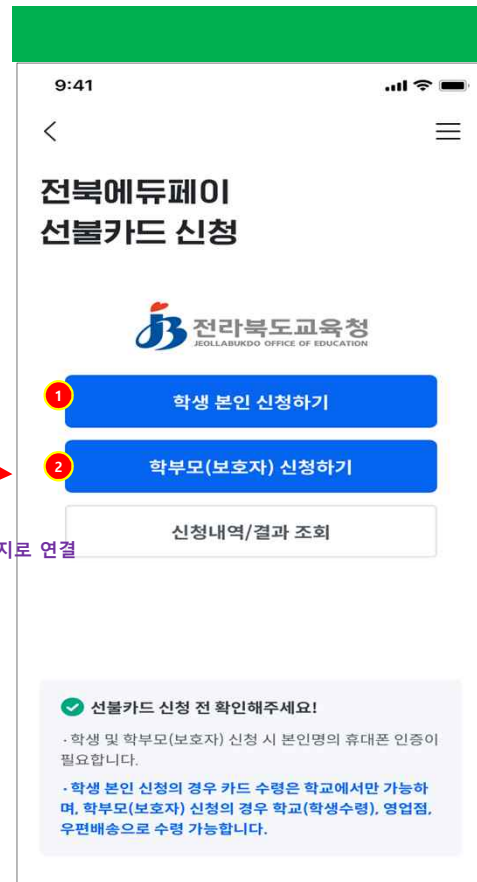 9:41
전북에듀페이
선불카드 신청
전라북도교육청
JEOLLABUKDO OFFICE OF EDUCATION
1
학생 본인 신청하기
2
학부모(보호자) 신청하기
지로 연결
신청내역/결과 조회
선불카드 신청 전 확인해주세요!
· 학생 및 학부모(보호자) 신청 시 본인명의 휴대폰 인증이
필요합니다.
· 학생 본인 신청의 경우 카드 수령은 학교에서만 가능하
며, 학부모(보호자) 신청의 경우 학교(학생수령), 영업점,
우편배송으로 수령 가능합니다.